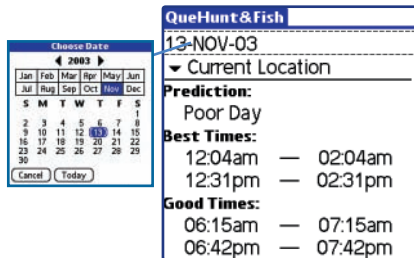 Choose Date
2003
Jan Feb Mar Apr May Jun
Jul Aug Sep Oct Nov Dec
S M T W T F S
1
2 3 4 5 6 7 8
9 10 11 12 13 14 15
16 17 18 19 20 21 22
23 24 25 26 27 28 29
30
Cancel Today
QueHunt&Fish
13-NOV-03
Current Location
Prediction:
Poor Day
Best Times:
12:04am — 02:04am
12:31pm — 02:31pm
Good Times:
06:15am — 07:15am
06:42pm — 07:42pm